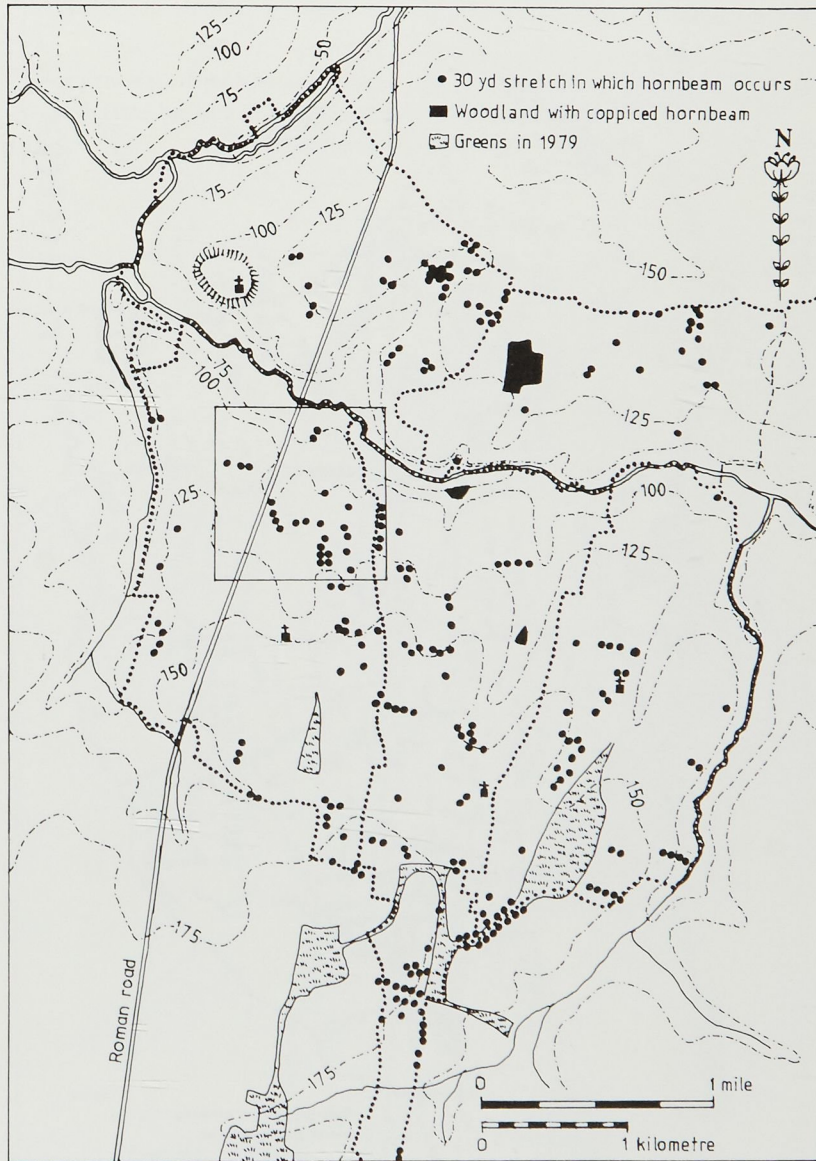 30 yd stretch in which hornbeam occurs
Woodland with coppiced hornbeam
Greens in 1979
N
125
100
75
50
75
100
125
150
75
100
125
125
100
125
150
150
175
175
Roman road
0 1 mile
0 1 kilometre